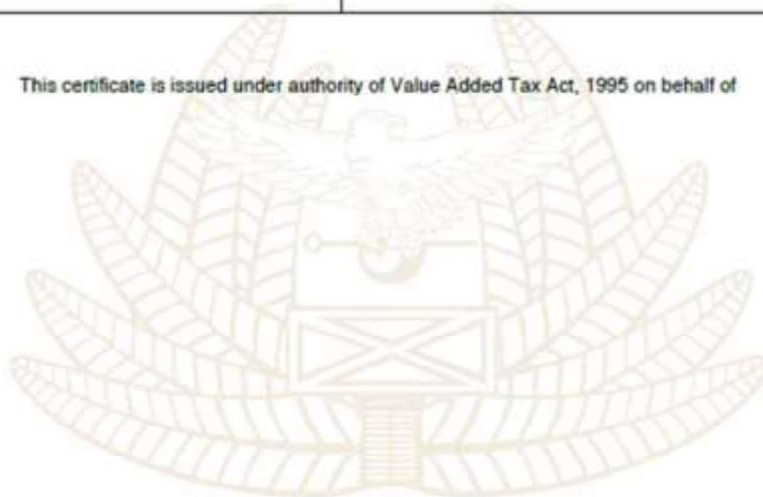 This certificate is issued under authority of Value Added Tax Act, 1995 on behalf of